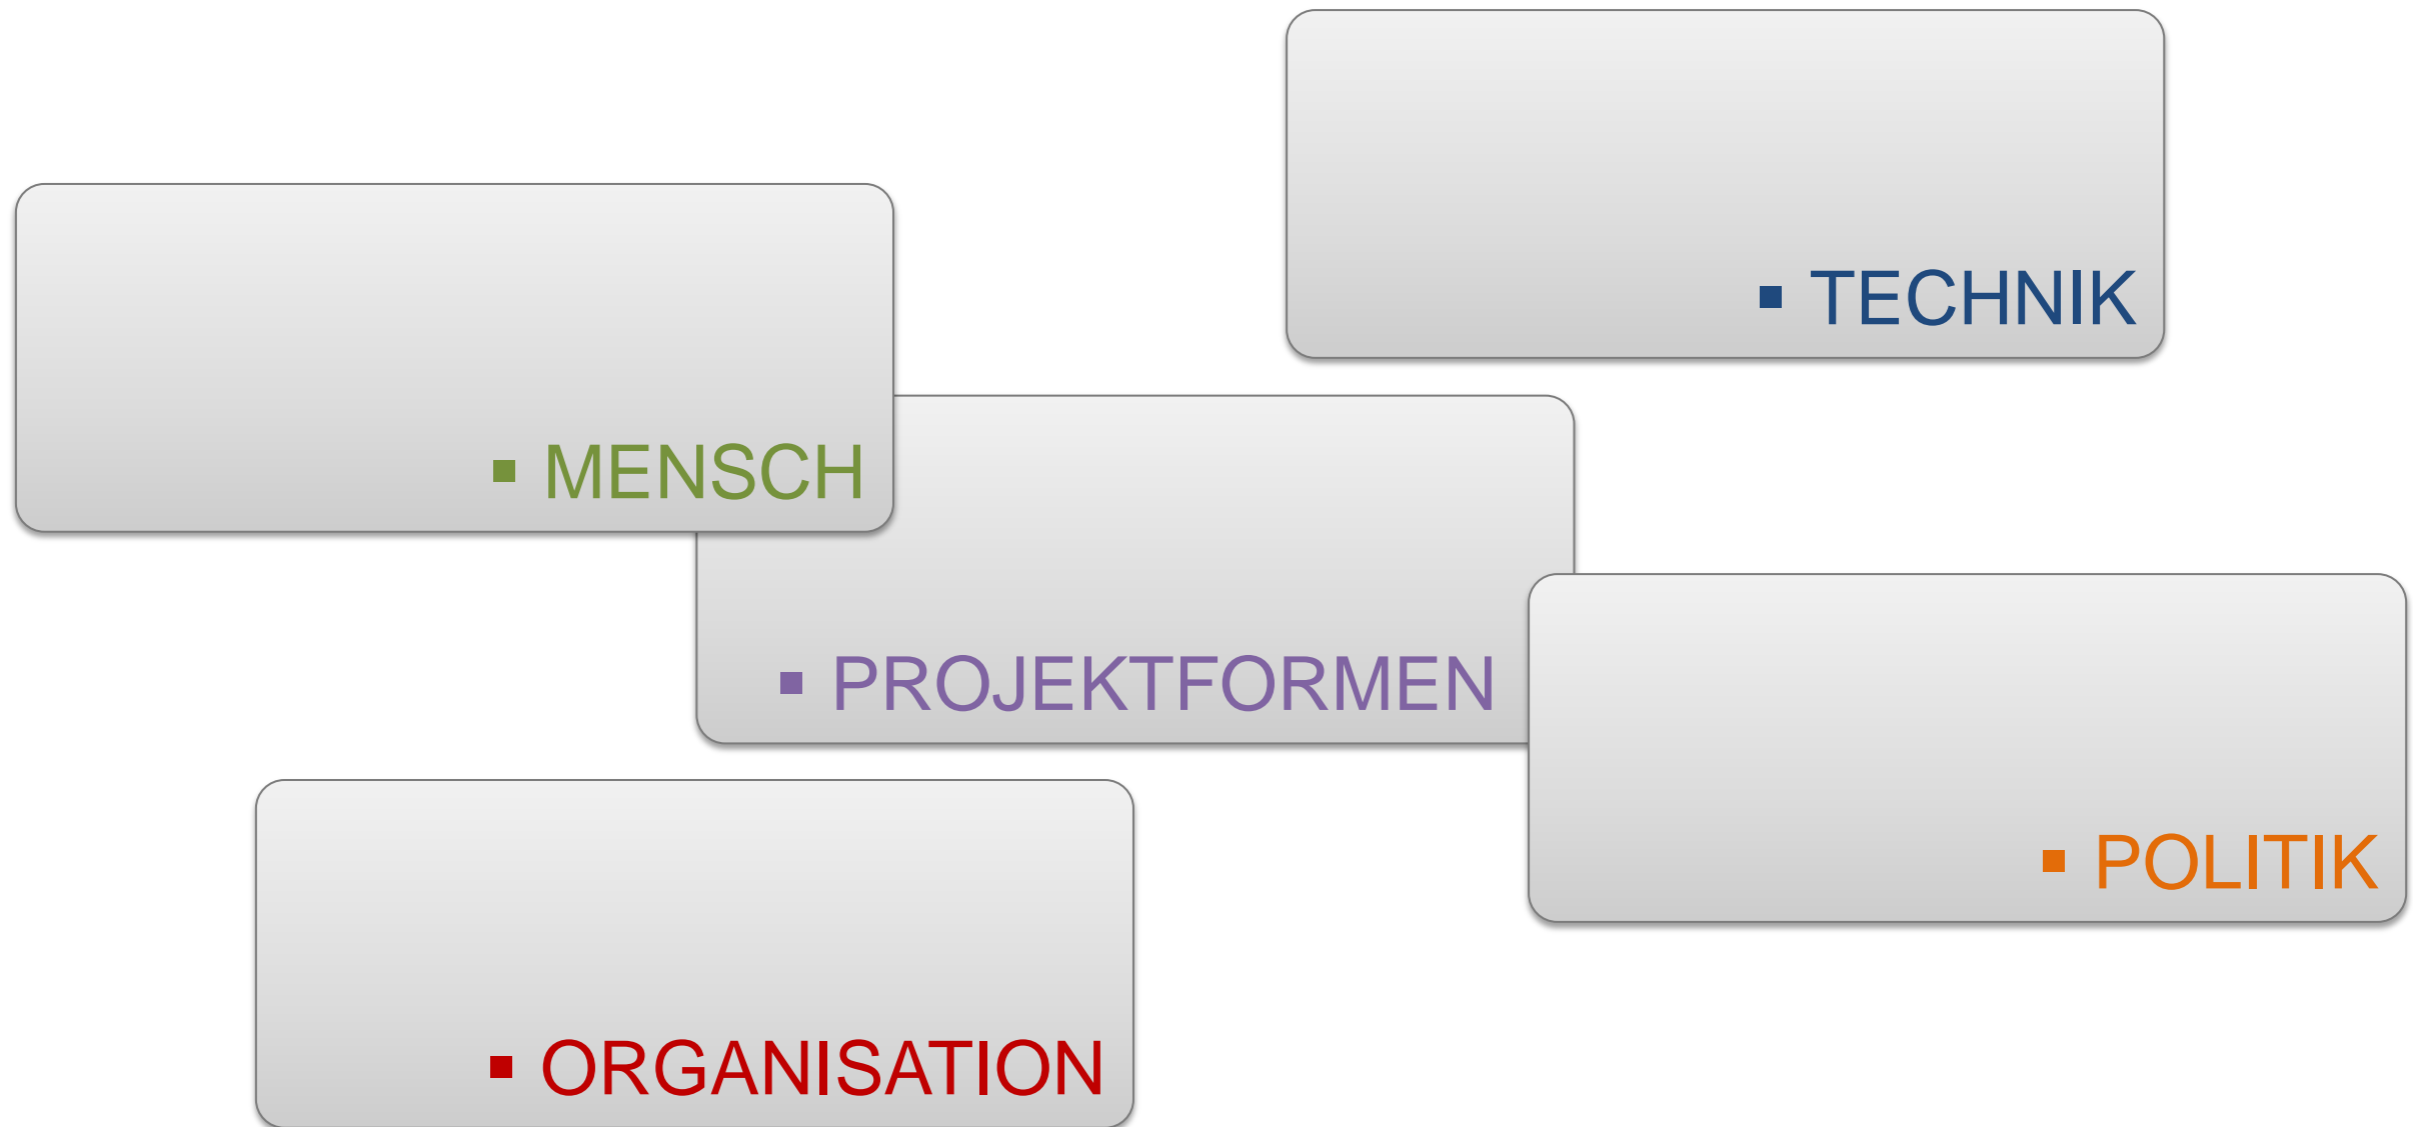 ▪ TECHNIK
▪ MENSCH
▪ PROJEKTFORMEN
▪ POLITIK
▪ ORGANISATION